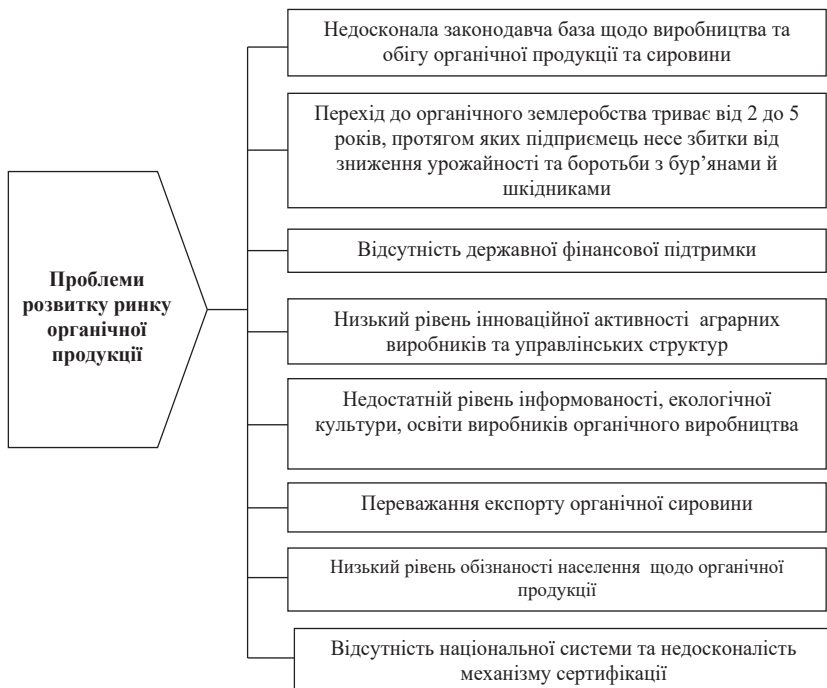 Проблеми
розвитку ринку
органічної
продукції
Недосконала законодавча база щодо виробництва та
обігу органічної продукції та сировини
Перехід до органічного землеробства триває від 2 до 5
років, протягом яких підприємець несе збитки від
зниження урожайності та боротьби з бур’янами й
шкідниками
Відсутність державної фінансової підтримки
Низький рівень інноваційної активності аграрних
виробників та управлінських структур
Недостатній рівень інформованості, екологічної
культури, освіти виробників органічного виробництва
Переважання експорту органічної сировини
Низький рівень обізнаності населення щодо органічної
продукції
Відсутність національної системи та недосконалість
механізму сертифікації